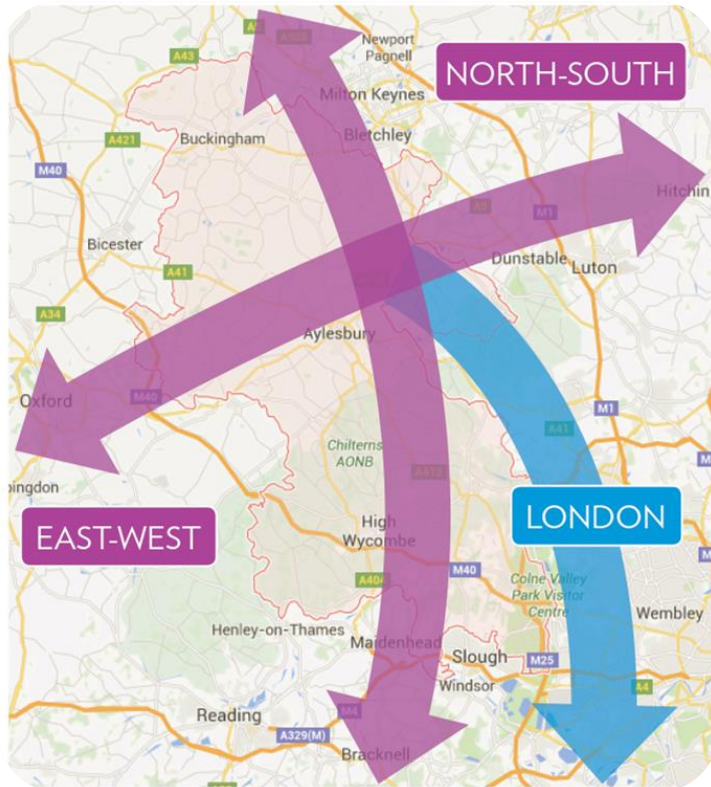 Newport
Pagnell
A43
NORTH-SOUTH
Milton Keynes
Buckingham
Bletchley
A421
M40
Hitchin
M1
Bicester
Dunstable
Luton
A41
A34
Aylesbury
Oxford
M40
M1
A41
Chilterns
AONB
ingdon
LONDON
EAST-WEST
High
Wycombe
M40
A404
Colne Valley
Park Visitor
Centre
Wembley
Henley-on-Thames
Maidenhead
Slough
M25
Windsor
A4
Reading
M4
A329(M)
Bracknell